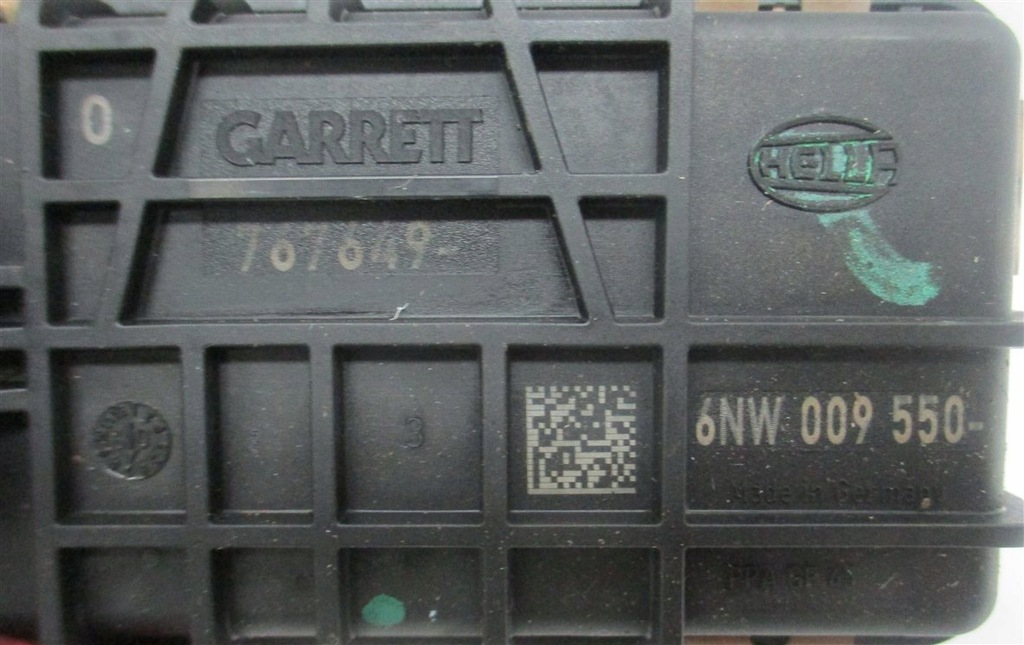 0
GARRETT
HELLA
767649-
3
6NW 009 550-
Made in Germany